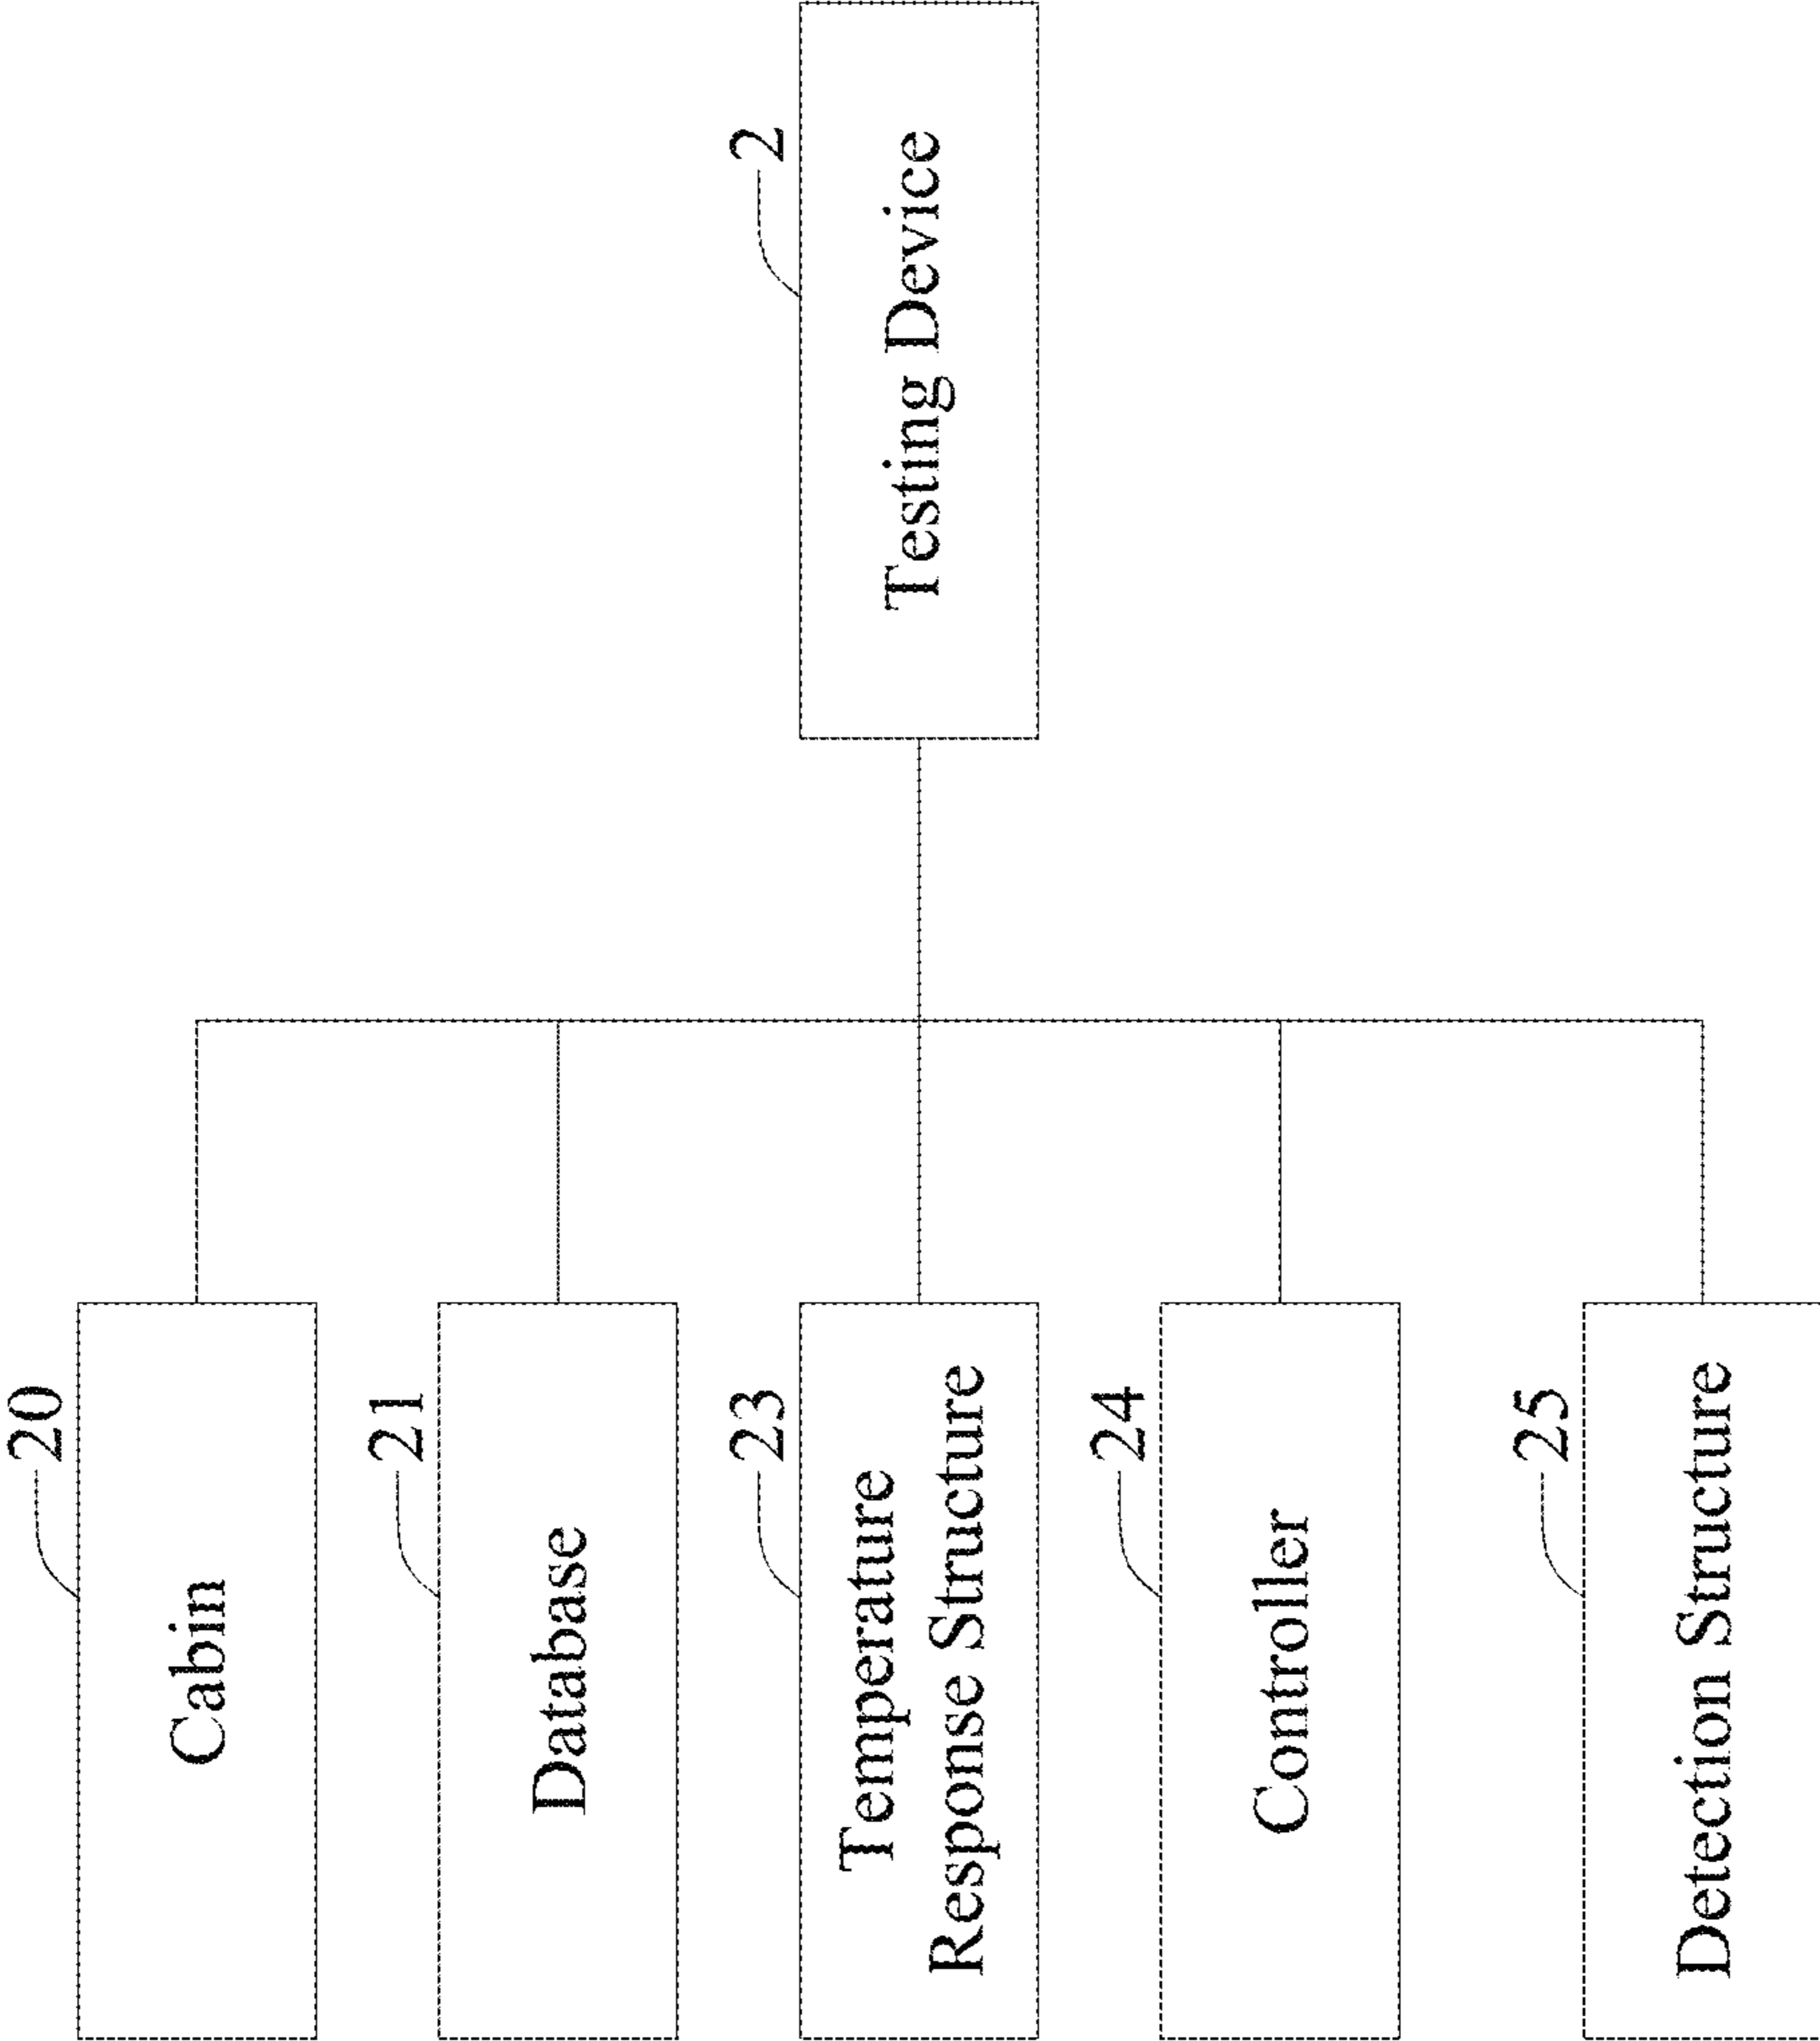 20
Cabin
21
Database
23
Temperature
Response Structure
24
Controller
25
Detection Structure
2
Testing Device